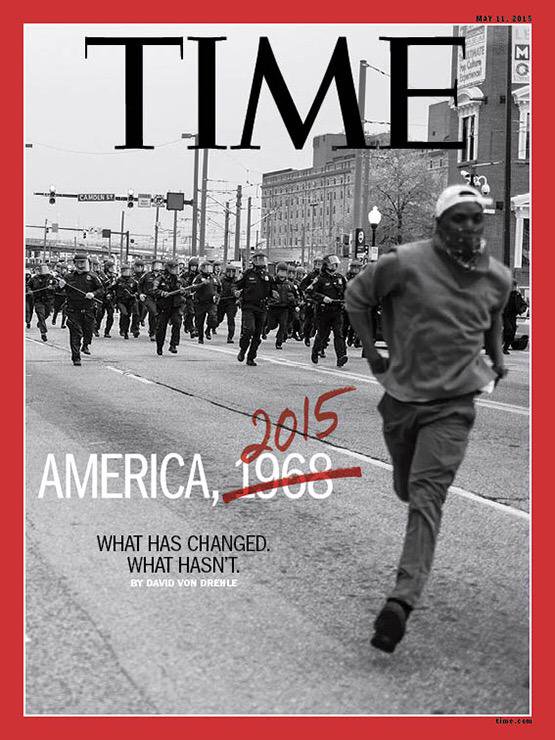 MAY 11, 2015
TIME
CAMDEN ST
2015
AMERICA, 1968
WHAT HAS CHANGED.
WHAT HASN'T.
BY DAVID VON DREHLE
time.com